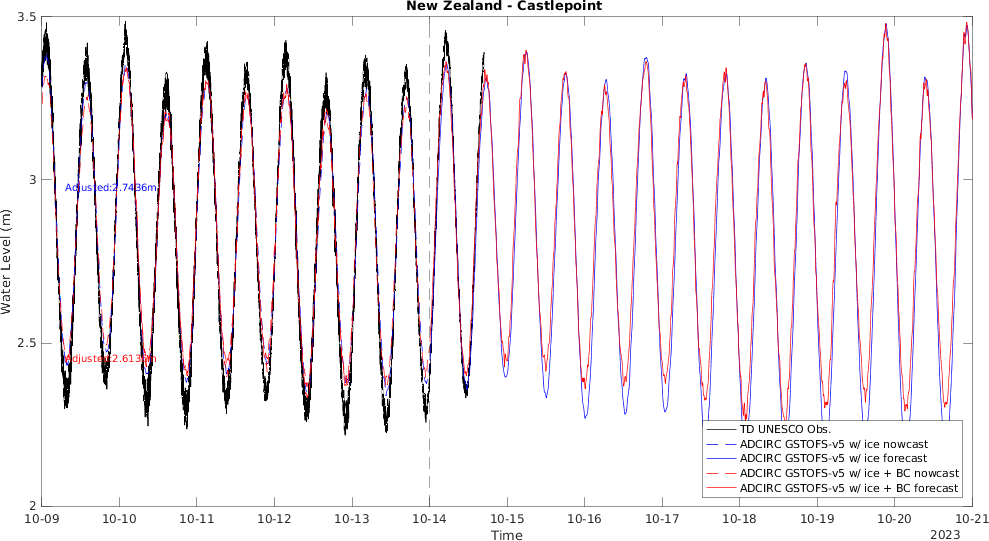 New Zealand - Castlepoint
3.5
3
2.5
2
Water Level (m)
Adjusted:2.7436m
Adjusted:2.6135m
TD UNESCO Obs.
ADCIRC GSTOFS-v5 w/ ice nowcast
ADCIRC GSTOFS-v5 w/ ice forecast
ADCIRC GSTOFS-v5 w/ ice + BC nowcast
ADCIRC GSTOFS-v5 w/ ice + BC forecast
10-09 10-10 10-11 10-12 10-13 10-14 10-15 10-16 10-17 10-18 10-19 10-20 10-21
Time
2023